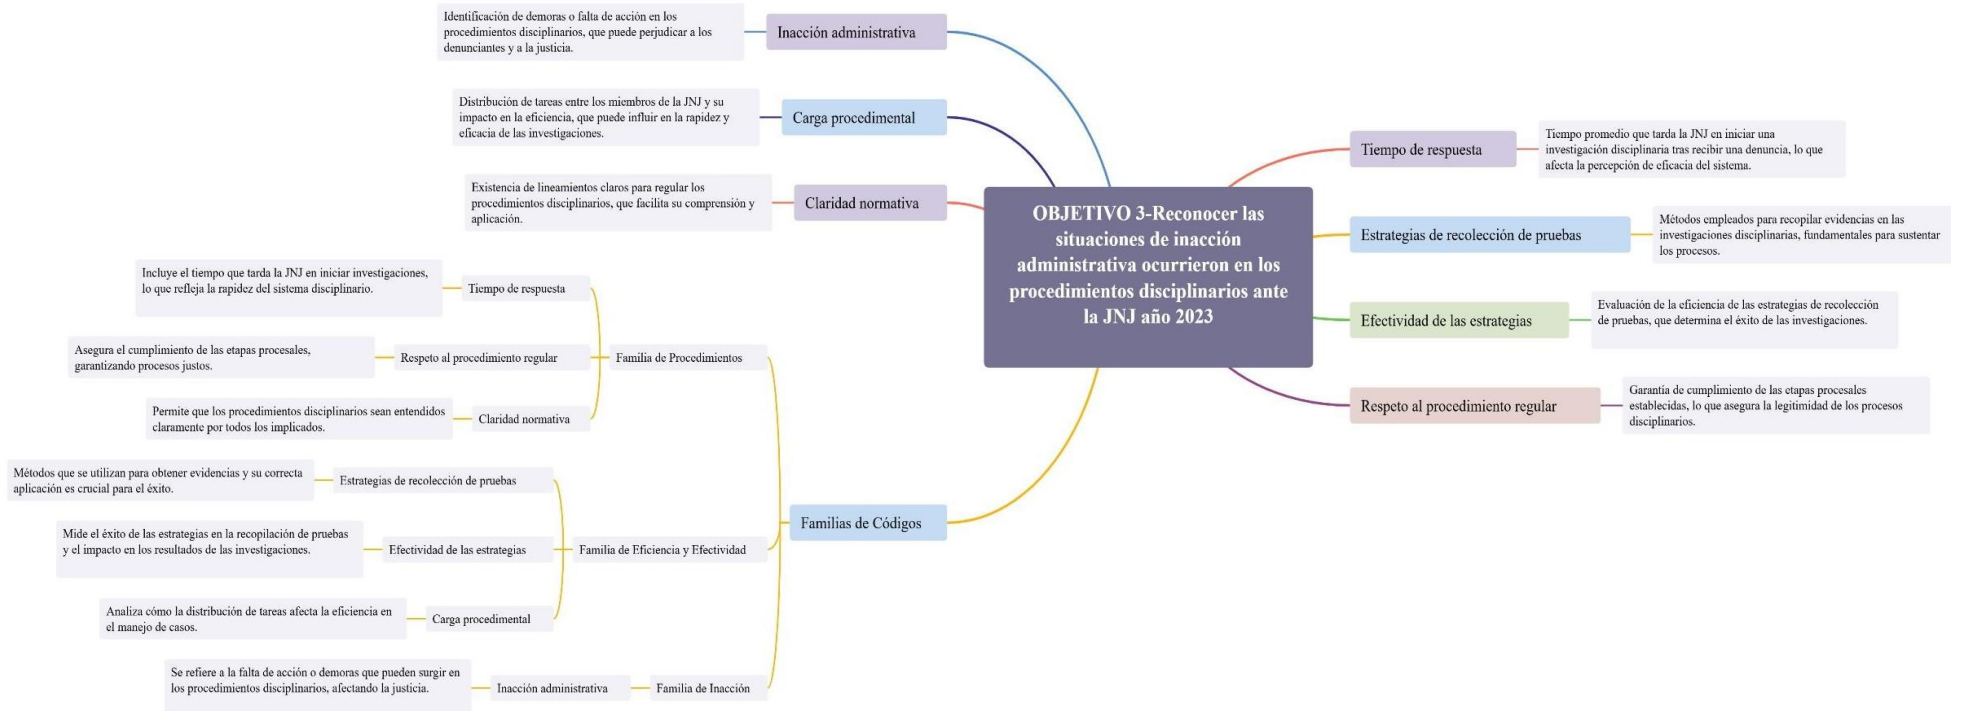 OBJETIVO 3-Reconocer las
situaciones de inacción
administrativa ocurrieron en los
procedimientos disciplinarios ante
la JNJ año 2023
Tiempo de respuesta
Tiempo promedio que tarda la JNJ en iniciar una
investigación disciplinaria tras recibir una denuncia, lo que
afecta la percepción de eficacia del sistema.
Estrategias de recolección de pruebas
Métodos empleados para recopilar evidencias en las
investigaciones disciplinarias, fundamentales para sustentar
los procesos.
Efectividad de las estrategias
Evaluación de la eficiencia de las estrategias de recolección
de pruebas, que determina el éxito de las investigaciones.
Respeto al procedimiento regular
Garantía de cumplimiento de las etapas procesales
establecidas, lo que asegura la legitimidad de los procesos
disciplinarios.
Inacción administrativa
Identificación de demoras o falta de acción en los
procedimientos disciplinarios, que puede perjudicar a los
denunciantes y a la justicia.
Carga procedimental
Distribución de tareas entre los miembros de la JNJ y su
impacto en la eficiencia, que puede influir en la rapidez y
eficacia de las investigaciones.
Claridad normativa
Existencia de lineamientos claros para regular los
procedimientos disciplinarios, que facilita su comprensión y
aplicación.
Familias de Códigos
Familia de Procedimientos
Tiempo de respuesta
Incluye el tiempo que tarda la JNJ en iniciar investigaciones,
lo que refleja la rapidez del sistema disciplinario.
Respeto al procedimiento regular
Asegura el cumplimiento de las etapas procesales,
garantizando procesos justos.
Claridad normativa
Permite que los procedimientos disciplinarios sean entendidos
claramente por todos los implicados.
Familia de Eficiencia y Efectividad
Estrategias de recolección de pruebas
Métodos que se utilizan para obtener evidencias y su correcta
aplicación es crucial para el éxito.
Efectividad de las estrategias
Mide el éxito de las estrategias en la recopilación de pruebas
y el impacto en los resultados de las investigaciones.
Carga procedimental
Analiza cómo la distribución de tareas afecta la eficiencia en
el manejo de casos.
Familia de Inacción
Inacción administrativa
Se refiere a la falta de acción o demoras que pueden surgir en
los procedimientos disciplinarios, afectando la justicia.